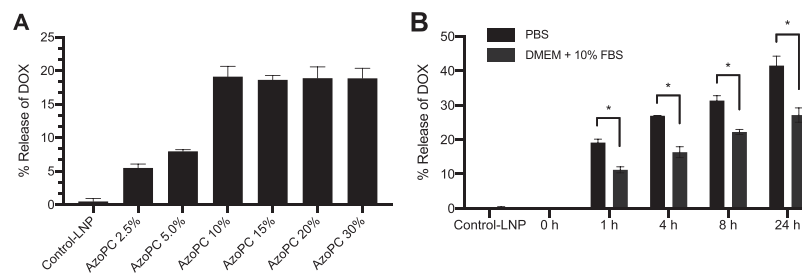 A
% Release of DOX
25
20
15
10
5
0
Control-LNP
AzoPC 2.5%
AzoPC 5.0%
AzoPC 10%
AzoPC 15%
AzoPC 20%
AzoPC 30%
B
% Release of DOX
50
40
30
20
10
0
PBS
DMEM + 10% FBS
*
*
*
*
Control-LNP
0 h
1 h
4 h
8 h
24 h